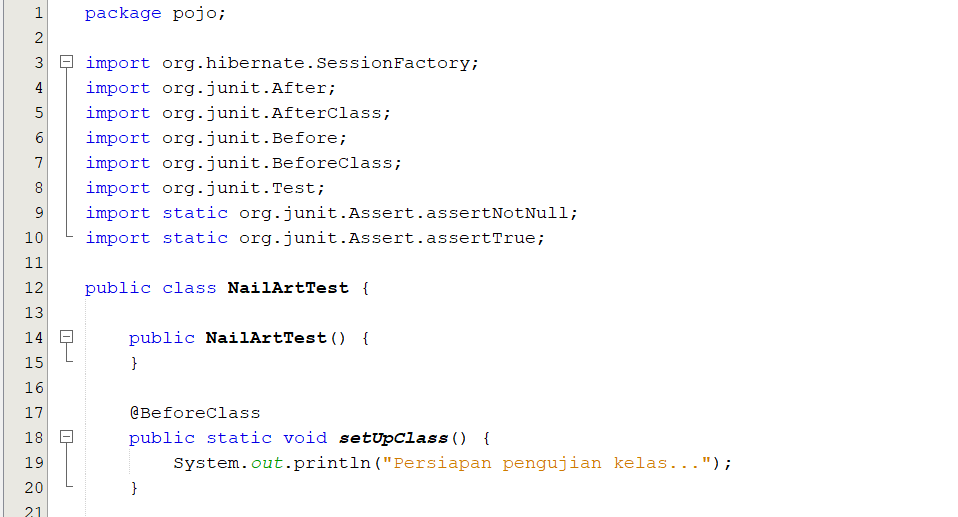 1 package pojo;
2
3 import org.hibernate.SessionFactory;
4 import org.junit.After;
5 import org.junit.AfterClass;
6 import org.junit.Before;
7 import org.junit.BeforeClass;
8 import org.junit.Test;
9 import static org.junit.Assert.assertNotNull;
10 import static org.junit.Assert.assertTrue;
11
12 public class NailArtTest {
13
14     public NailArtTest() {
15     }
16
17     @BeforeClass
18     public static void setUpClass() {
19         System.out.println("Persiapan pengujian kelas...");
20     }
21